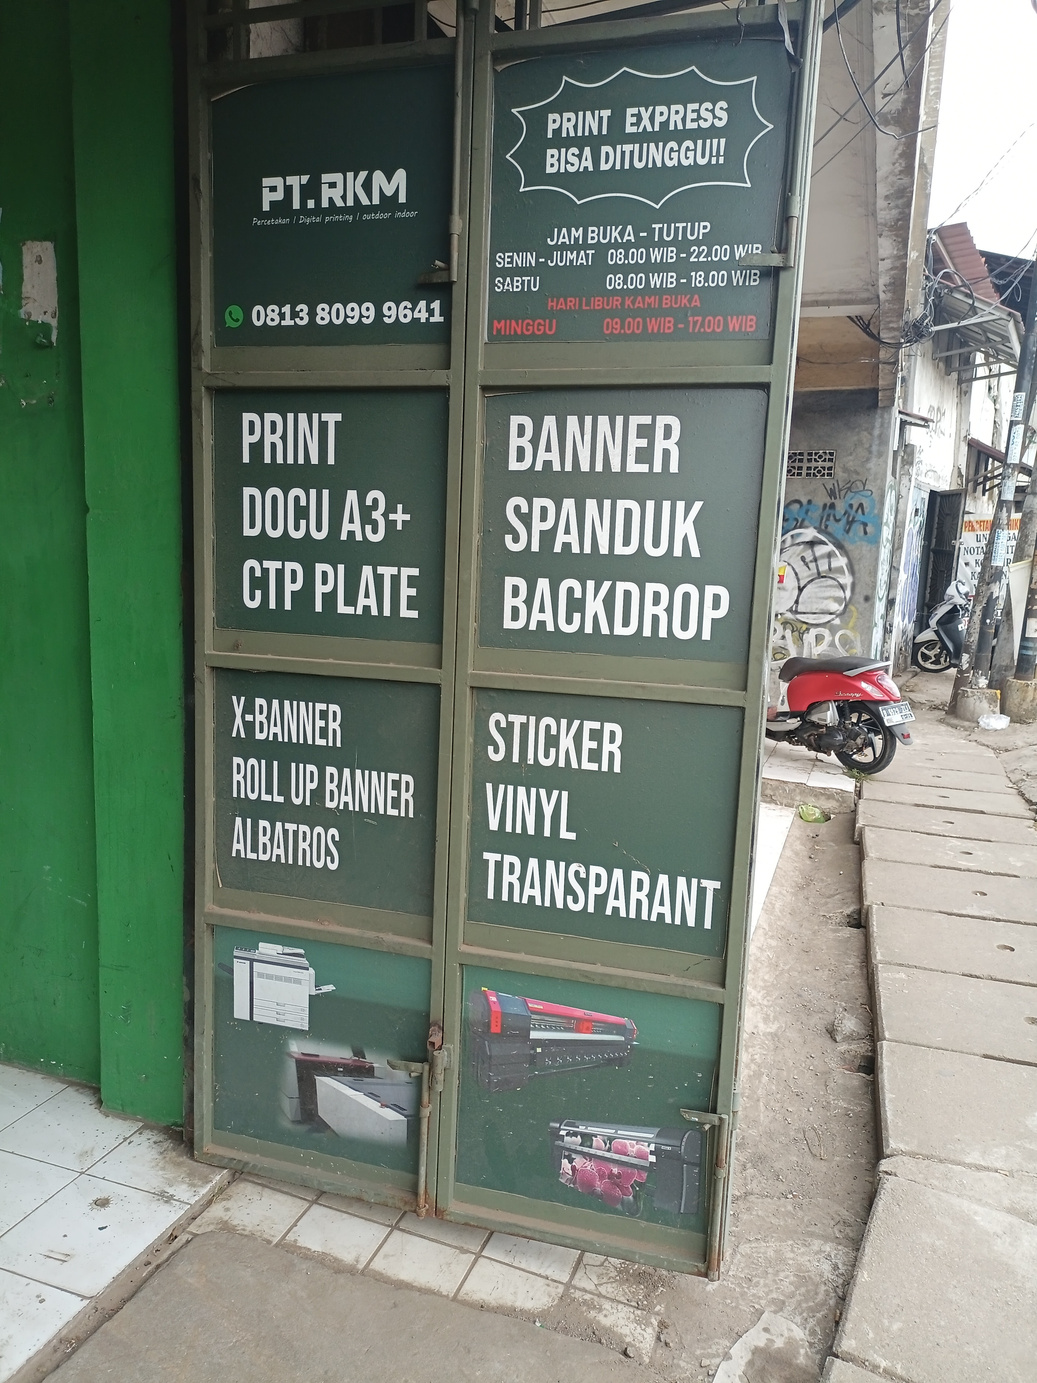 PT.RKM
Percetakan | Digital printing | outdoor indoor
0813 8099 9641
PRINT EXPRESS
BISA DITUNGGU!!
JAM BUKA - TUTUP
SENIN - JUMAT 08.00 WIB - 22.00 WIB
SABTU 08.00 WIB - 18.00 WIB
HARI LIBUR KAMI BUKA
MINGGU 09.00 WIB - 17.00 WIB
PRINT
DOCU A3+
CTP PLATE
BANNER
SPANDUK
BACKDROP
X-BANNER
ROLL UP BANNER
ALBATROS
STICKER
VINYL
TRANSPARANT
Scoopy